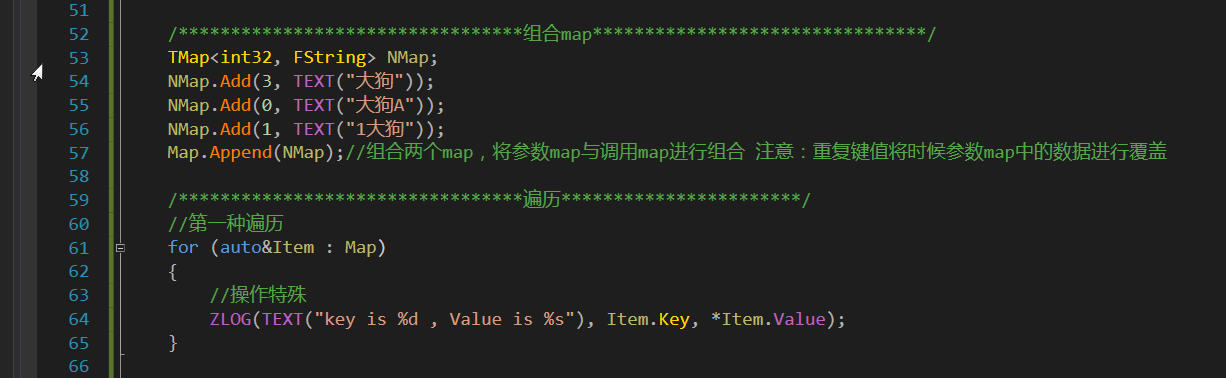 51
52 /*********************************组合map********************************/
53 TMap<int32, FString> NMap;
54 NMap.Add(3, TEXT("大狗"));
55 NMap.Add(0, TEXT("大狗A"));
56 NMap.Add(1, TEXT("1大狗"));
57 Map.Append(NMap);//组合两个map，将参数map与调用map进行组合 注意：重复键值将时候参数map中的数据进行覆盖
58
59 /*********************************遍历***********************/
60 //第一种遍历
61 for (auto&Item : Map)
62 {
63 //操作特殊
64 ZLOG(TEXT("key is %d , Value is %s"), Item.Key, *Item.Value);
65 }
66